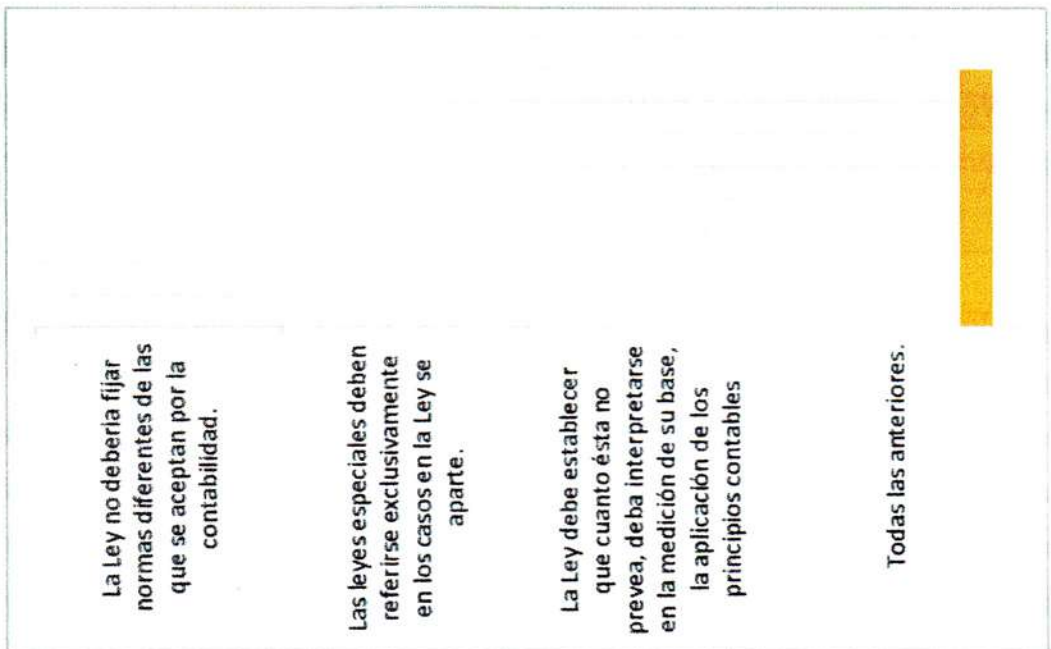 La Ley no debería fijar
normas diferentes de las
que se aceptan por la
contabilidad.
Las leyes especiales deben
referirse exclusivamente
en los casos en la Ley se
aparte.
La Ley debe establecer
que cuanto ésta no
prevea, deba interpretarse
en la medición de su base,
la aplicación de los
principios contables
Todas las anteriores.